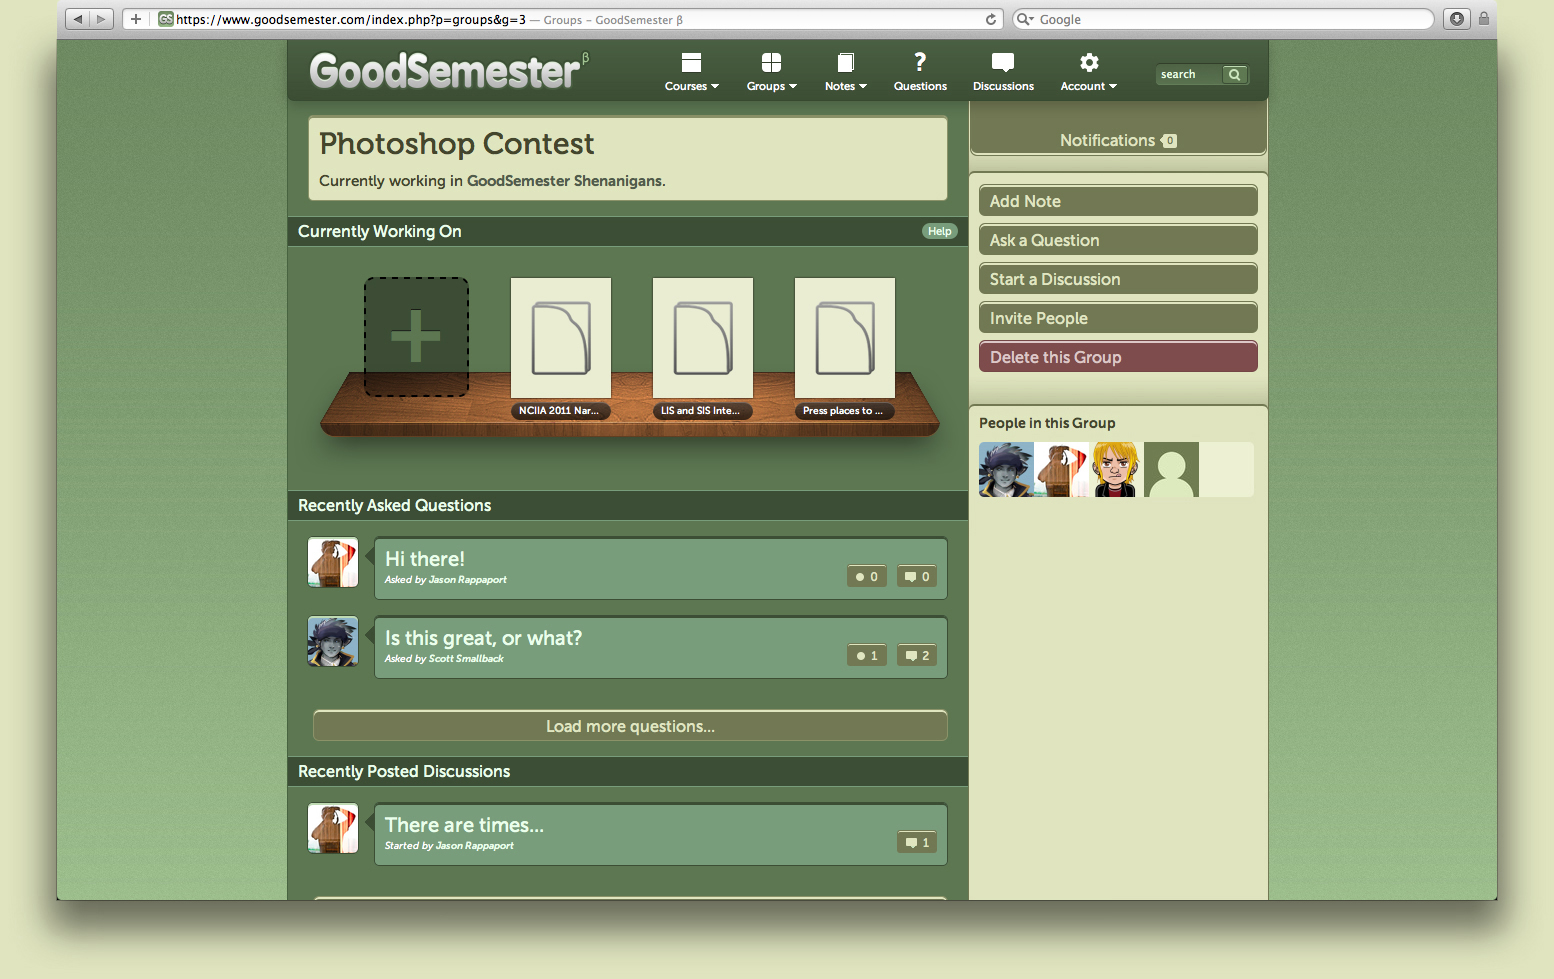 GS https://www.goodsemester.com/index.php?p=groups&g=3 — Groups – GoodSemester β
Google
GoodSemester β
Courses
Groups
Notes
Questions
Discussions
Account
search
Photoshop Contest
Currently working in GoodSemester Shenanigans.
Notifications 0
Currently Working On
Help
NCIIA 2011 Nar...
LIS and SIS Inte...
Press places to ...
Add Note
Ask a Question
Start a Discussion
Invite People
Delete this Group
People in this Group
Recently Asked Questions
Hi there!
Asked by Jason Rappaport
0
0
Is this great, or what?
Asked by Scott Smallback
1
2
Load more questions...
Recently Posted Discussions
There are times...
Started by Jason Rappaport
1